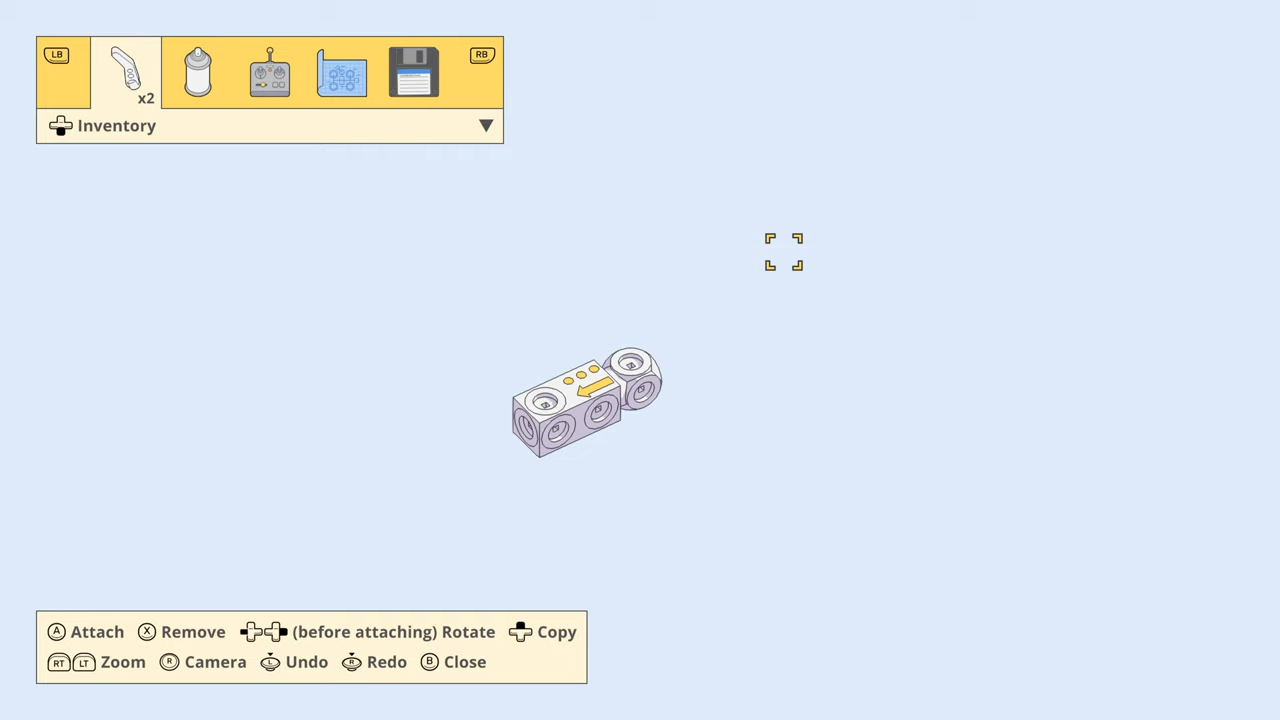 LB
RB
x2
Inventory
A Attach X Remove (before attaching) Rotate Copy
RT LT Zoom R Camera L Undo R Redo B Close